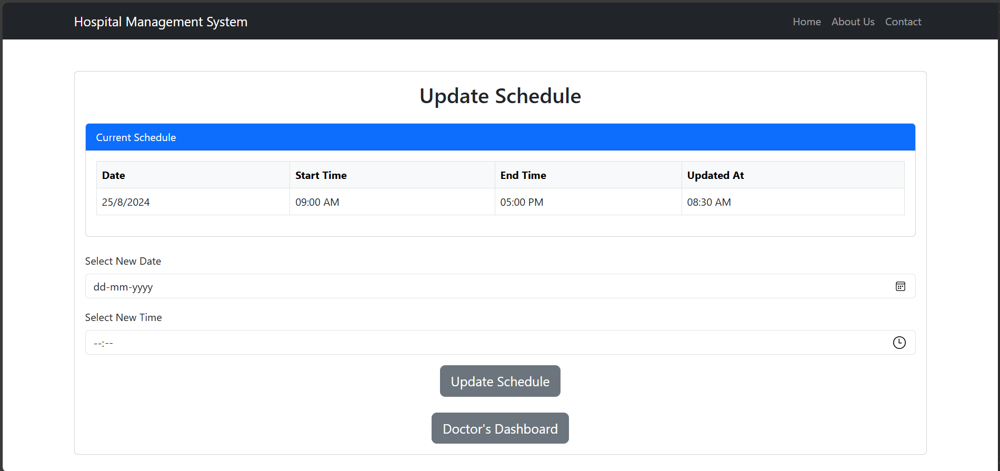 Hospital Management System Home About Us Contact
Update Schedule
Current Schedule
Date Start Time End Time Updated At
25/8/2024 09:00 AM 05:00 PM 08:30 AM
Select New Date
dd-mm-yyyy
Select New Time
--:--
Update Schedule
Doctor's Dashboard